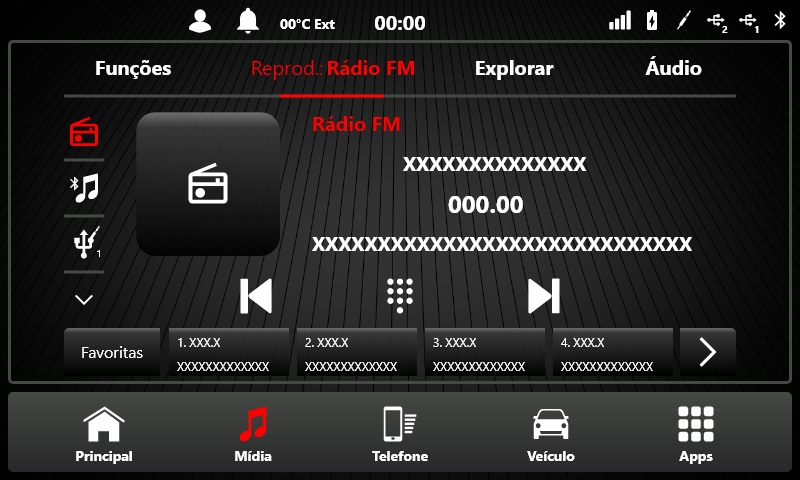 00°C Ext 00:00 2 1
Funções Reprod.: Rádio FM Explorar Áudio
Rádio FM
XXXXXXXXXXXXXX
000.00
XXXXXXXXXXXXXXXXXXXXXXXXXXXXX
1
Favoritas
1. XXX.X
XXXXXXXXXXXXX
2. XXX.X
XXXXXXXXXXXXX
3. XXX.X
XXXXXXXXXXXXX
4. XXX.X
XXXXXXXXXXXXX
Principal Mídia Telefone Veículo Apps